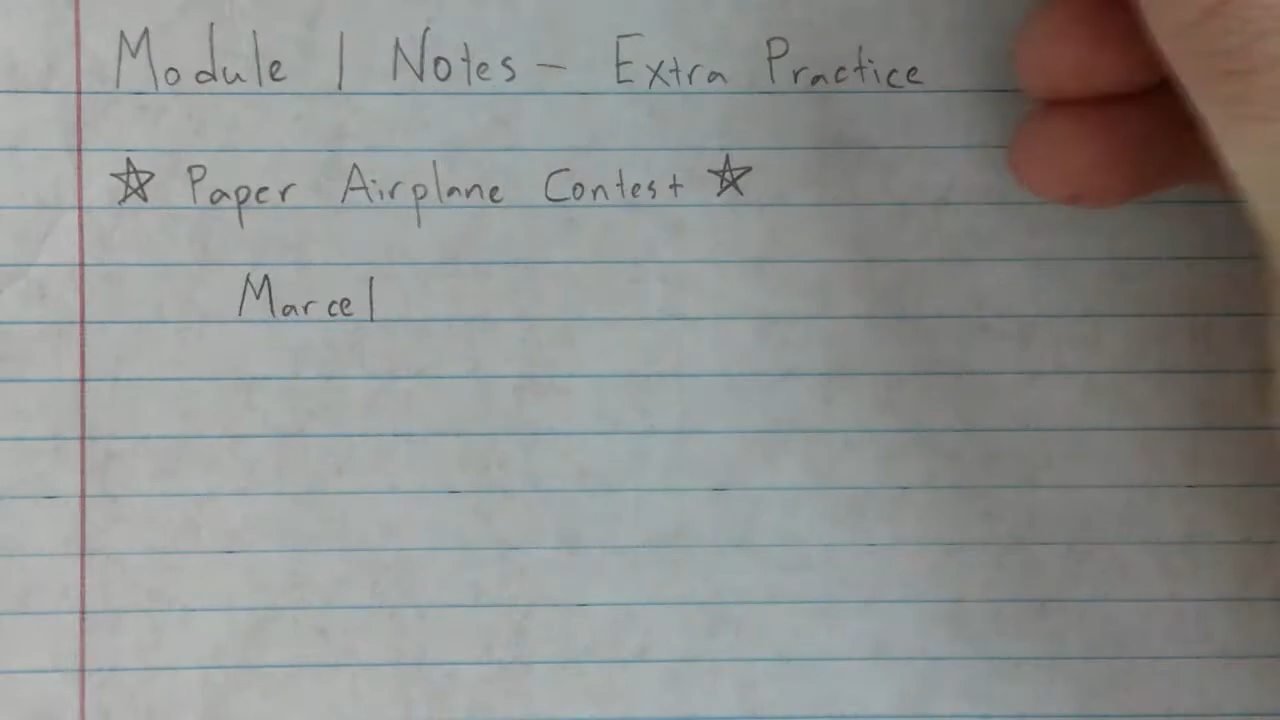 Module 1 Notes - Extra Practice
☆ Paper Airplane Contest ☆
Marcel